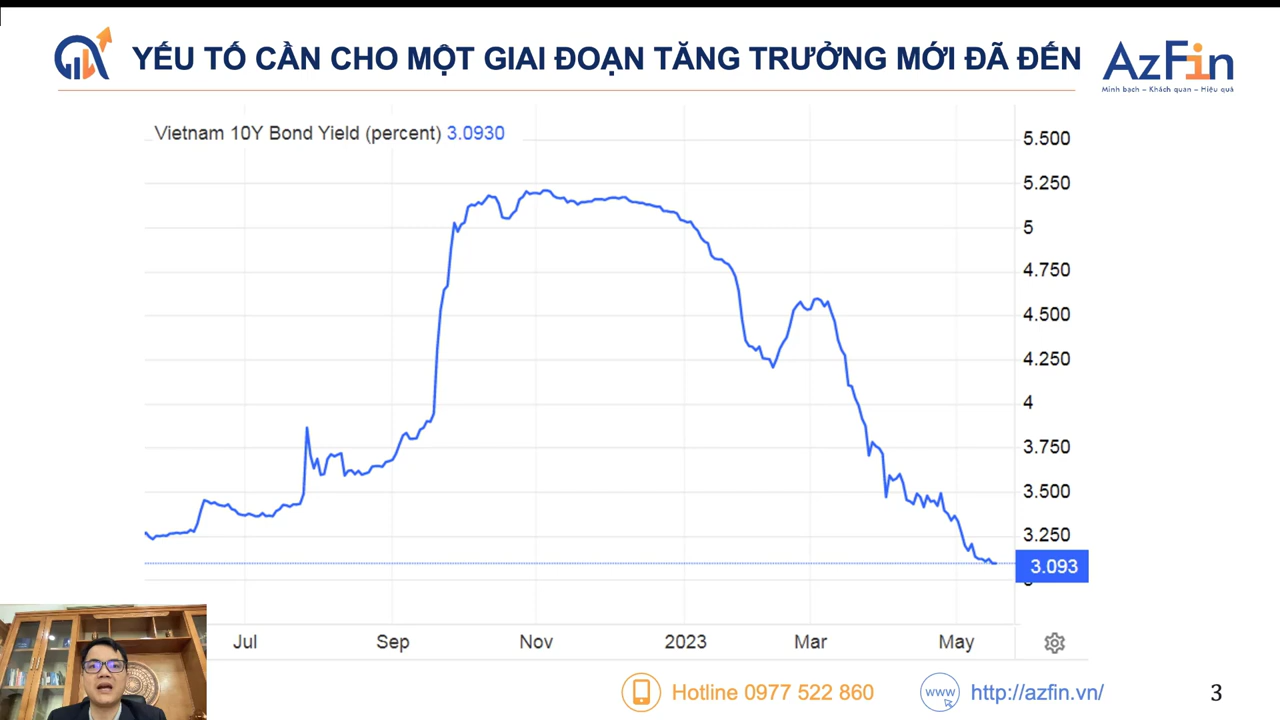 YẾU TỐ CẦN CHO MỘT GIAI ĐOẠN TĂNG TRƯỞNG MỚI ĐÃ ĐẾN
AzFin
Minh bạch – Khách quan – Hiệu quả
Vietnam 10Y Bond Yield (percent) 3.0930
5.500
5.250
5
4.750
4.500
4.250
4
3.750
3.500
3.250
3.093
Jul Sep Nov 2023 Mar May
Hotline 0977 522 860
www
http://azfin.vn/
3